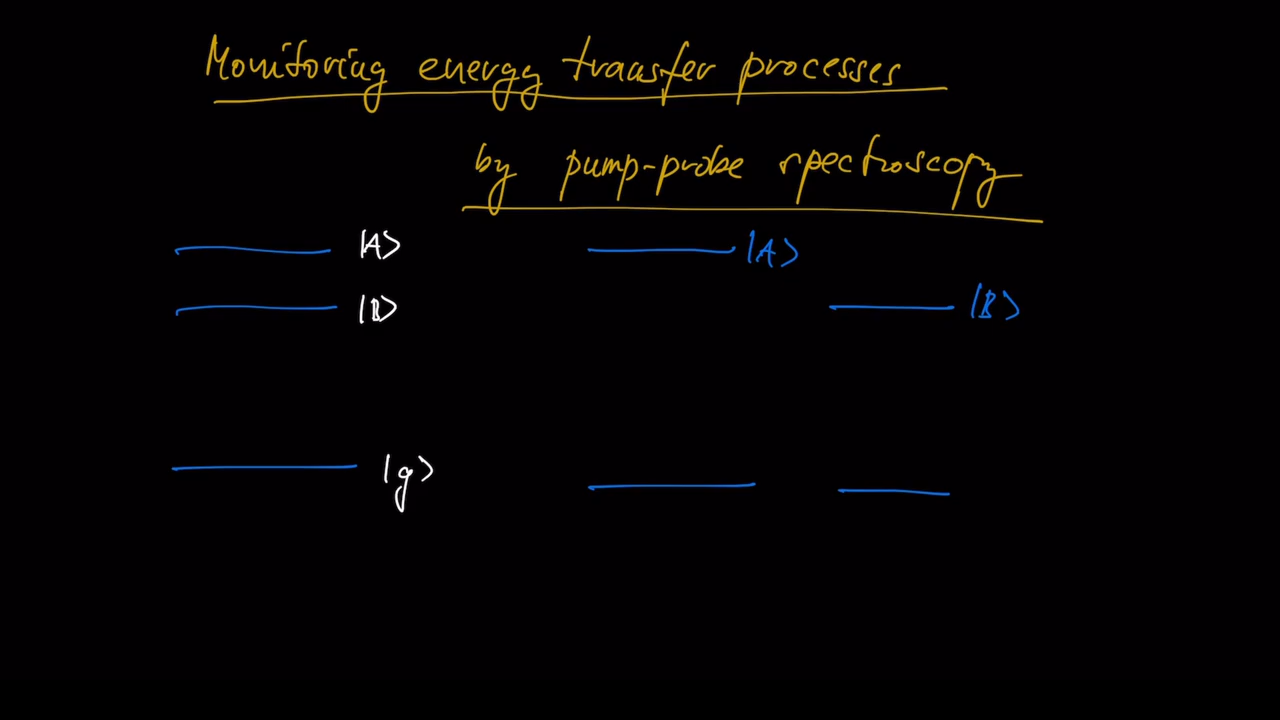 Monitoring energy transfer processes
by pump-probe spectroscopy
|A> |A>
|B> |B>
|g>